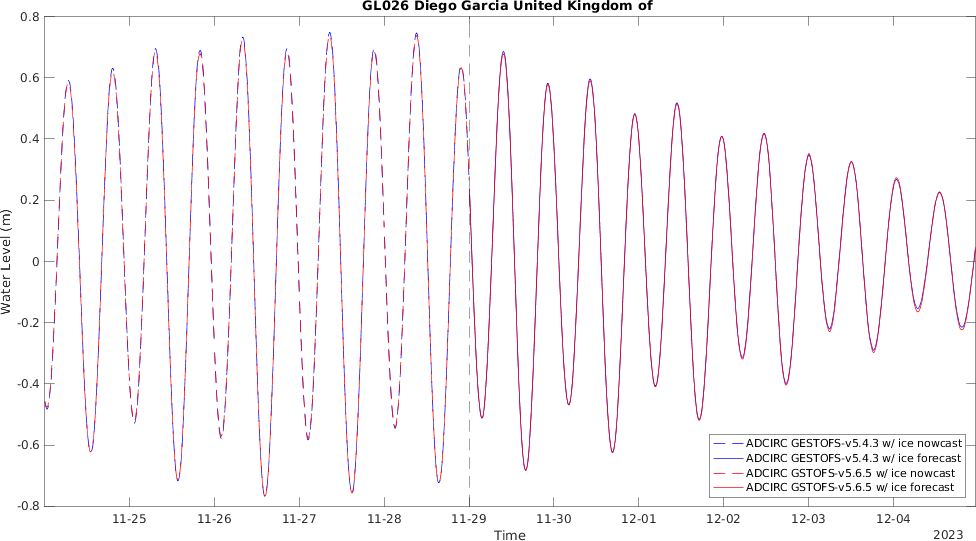 GL026 Diego Garcia United Kingdom of
0.8
0.6
0.4
0.2
0
-0.2
-0.4
-0.6
-0.8
Water Level (m)
ADCIRC GESTOFS-v5.4.3 w/ ice nowcast
ADCIRC GESTOFS-v5.4.3 w/ ice forecast
ADCIRC GSTOFS-v5.6.5 w/ ice nowcast
ADCIRC GSTOFS-v5.6.5 w/ ice forecast
11-25 11-26 11-27 11-28 11-29 11-30 12-01 12-02 12-03 12-04
Time
2023